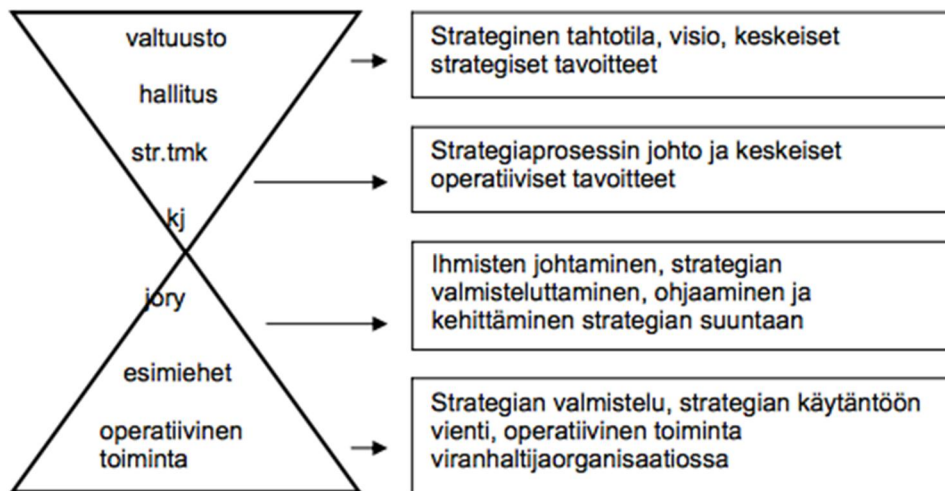 valtuusto
hallitus
str.tmk
kj
jory
esimiehet
operatiivinen
toiminta
Strateginen tahtotila, visio, keskeiset
strategiset tavoitteet
Strategiaprosessin johto ja keskeiset
operatiiviset tavoitteet
Ihmisten johtaminen, strategian
valmisteluttaminen, ohjaaminen ja
kehittäminen strategian suuntaan
Strategian valmistelu, strategian käytäntöön
vienti, operatiivinen toiminta
viranhaltijaorganisaatiossa